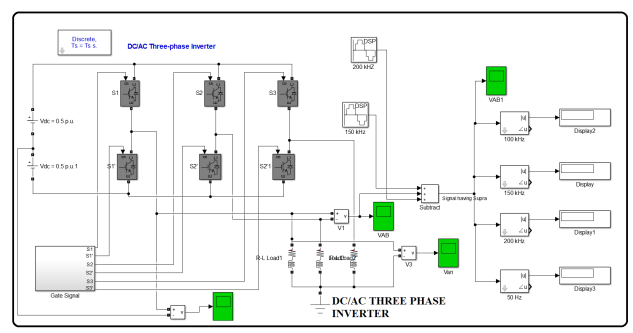 Discrete,
Ts = Ts s.
DC/AC Three-phase Inverter
DSP
200 kHZ
S1
S2
S3
VAB1
|u|
∠u
100 kHz
Display2
Vdc = 0.5 p.u.
DSP
150 kHz
Vdc = 0.5 p.u.1
S1'
S2'
S2'1
|u|
∠u
150 kHz
Display
Subtract
Signal having Supra
V1
VAB
|u|
∠u
200 kHz
Display1
S1
S1'
S2
S2'
S3
S3'
Gate Signal
R-L Load1
V3
Van
|u|
∠u
50 Hz
Display3
DC/AC THREE PHASE
INVERTER